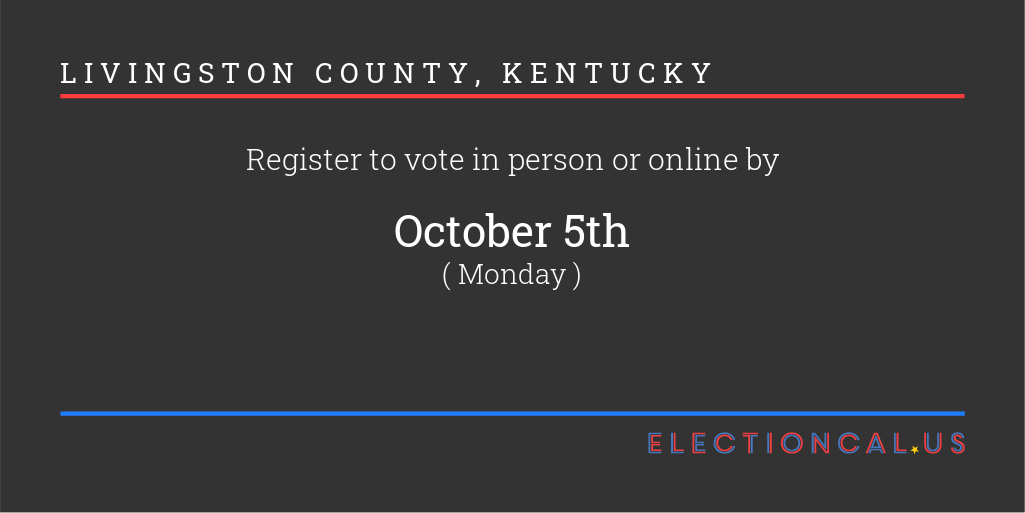 LIVINGSTON COUNTY, KENTUCKY
Register to vote in person or online by
October 5th
( Monday )
ELECTIONCAL.US